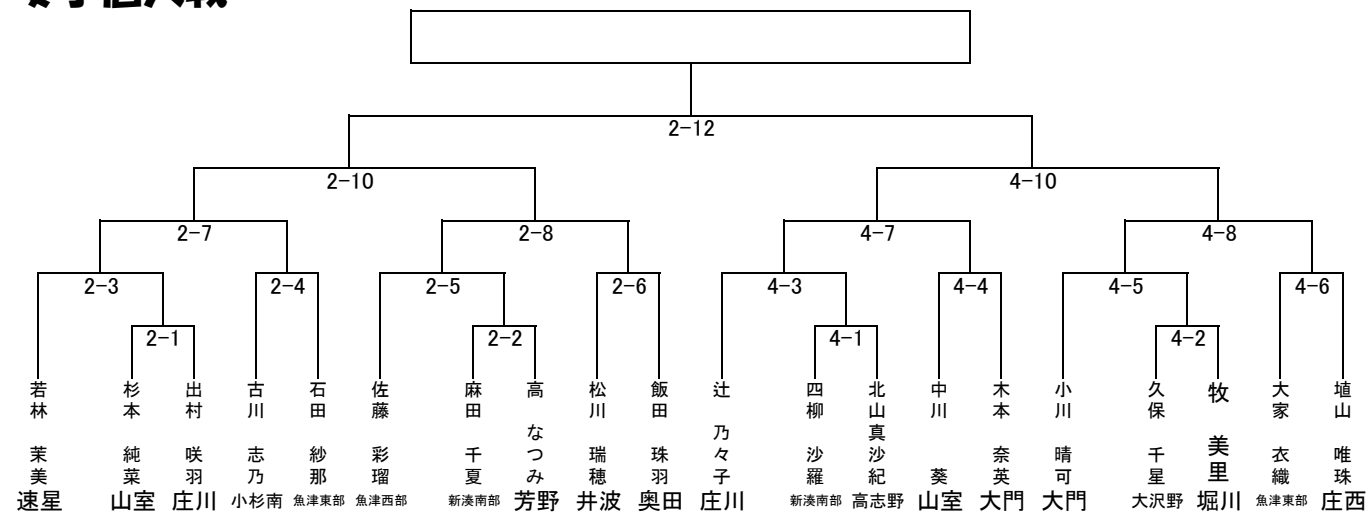 2-12
2-10
4-10
2-7
2-8
4-7
4-8
2-3
2-4
2-5
2-6
4-3
4-4
4-5
4-6
2-1
2-2
4-1
4-2
若林 茉美
速星
杉本 純菜
山室
出村 咲羽
庄川
古川 志乃
小杉南
石田 紗那
魚津東部
佐藤 彩瑠
魚津西部
麻田 千夏
新湊南部
高 なつみ
芳野
松川 瑞穂
井波
飯田 珠羽
奥田
辻 乃々子
庄川
四柳 沙羅
新湊南部
北山真沙紀
高志野
中川 葵
山室
木本 奈英
大門
小川 晴可
大門
久保 千星
大沢野
牧 美里
堀川
大家 衣織
魚津東部
埴山 唯珠
庄西